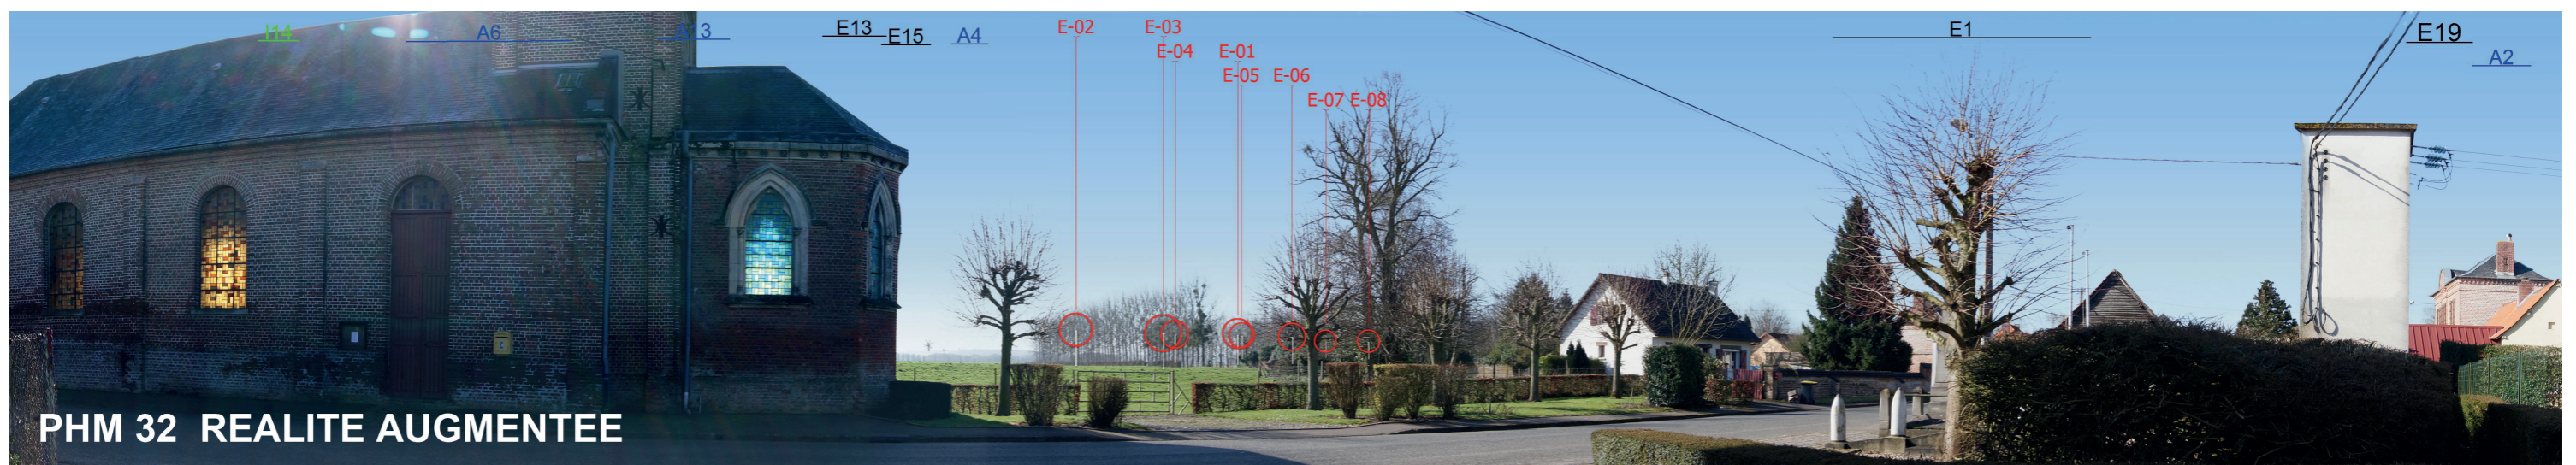 I14
A6
A13
E13
E15
A4
E-02
E-03
E-04
E-01
E-05
E-06
E-07
E-08
E1
E19
A2
PHM 32 REALITE AUGMENTEE